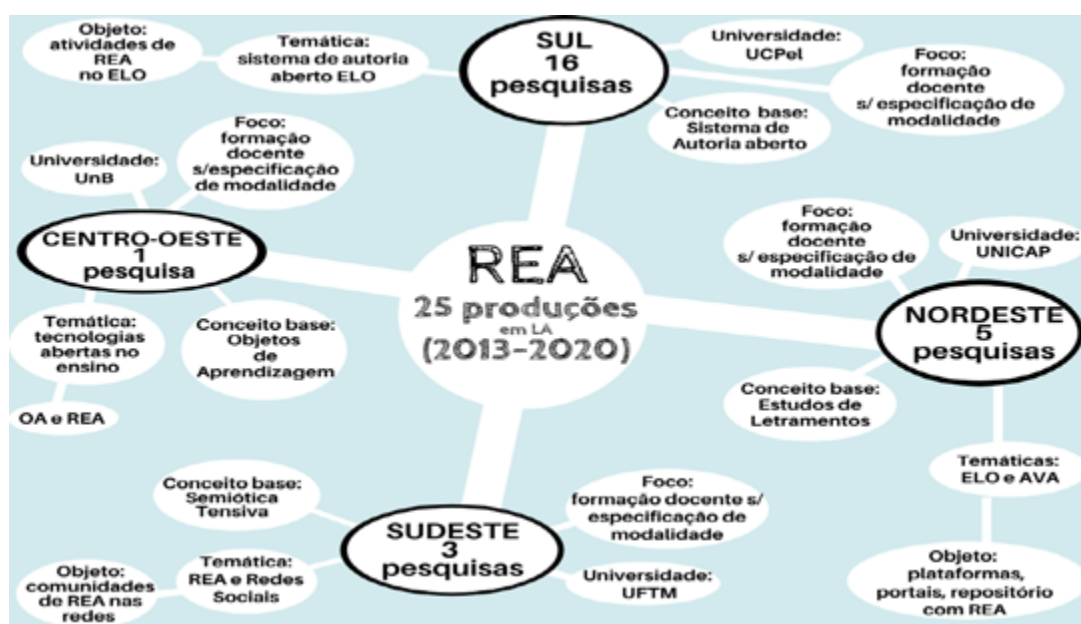 REA
25 produções
em LA
(2013-2020)
SUL
16
pesquisas
Universidade:
UCPel
Foco:
formação
docente
s/ especificação de
modalidade
Conceito base:
Sistema de
Autoria aberto
Temática:
sistema de autoria
aberto ELO
Objeto:
atividades de
REA
no ELO
CENTRO-OESTE
1
pesquisa
Universidade:
UnB
Foco:
formação
docente
s/especificação
de modalidade
Temática:
tecnologias
abertas no
ensino
OA e REA
Conceito base:
Objetos
de
Aprendizagem
NORDESTE
5
pesquisas
Foco:
formação
docente
s/ especificação de
modalidade
Universidade:
UNICAP
Conceito base:
Estudos de
Letramentos
Temáticas:
ELO e AVA
Objeto:
plataformas,
portais, repositório
com REA
SUDESTE
3
pesquisas
Conceito base:
Semiótica
Tensiva
Temática:
REA e Redes
Sociais
Objeto:
comunidades
de REA nas
redes
Foco:
formação docente s/
especificação de
modalidade
Universidade:
UFTM